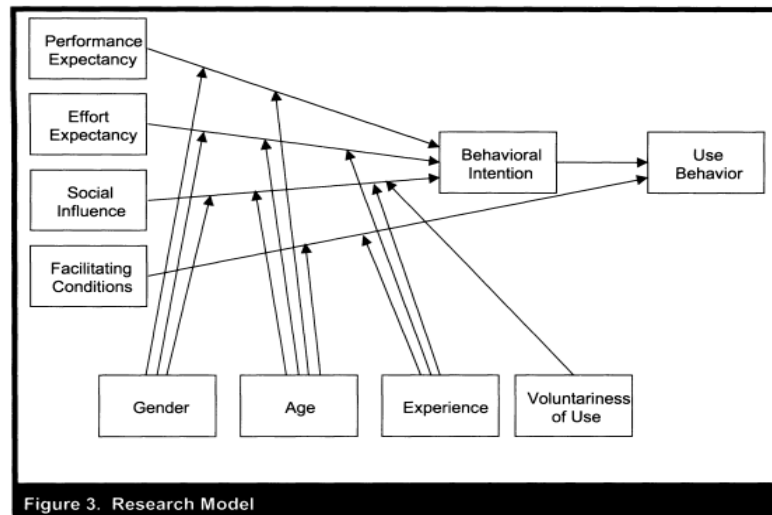 Performance
Expectancy
Effort
Expectancy
Social
Influence
Facilitating
Conditions
Behavioral
Intention
Use
Behavior
Gender
Age
Experience
Voluntariness
of Use
Figure 3. Research Model